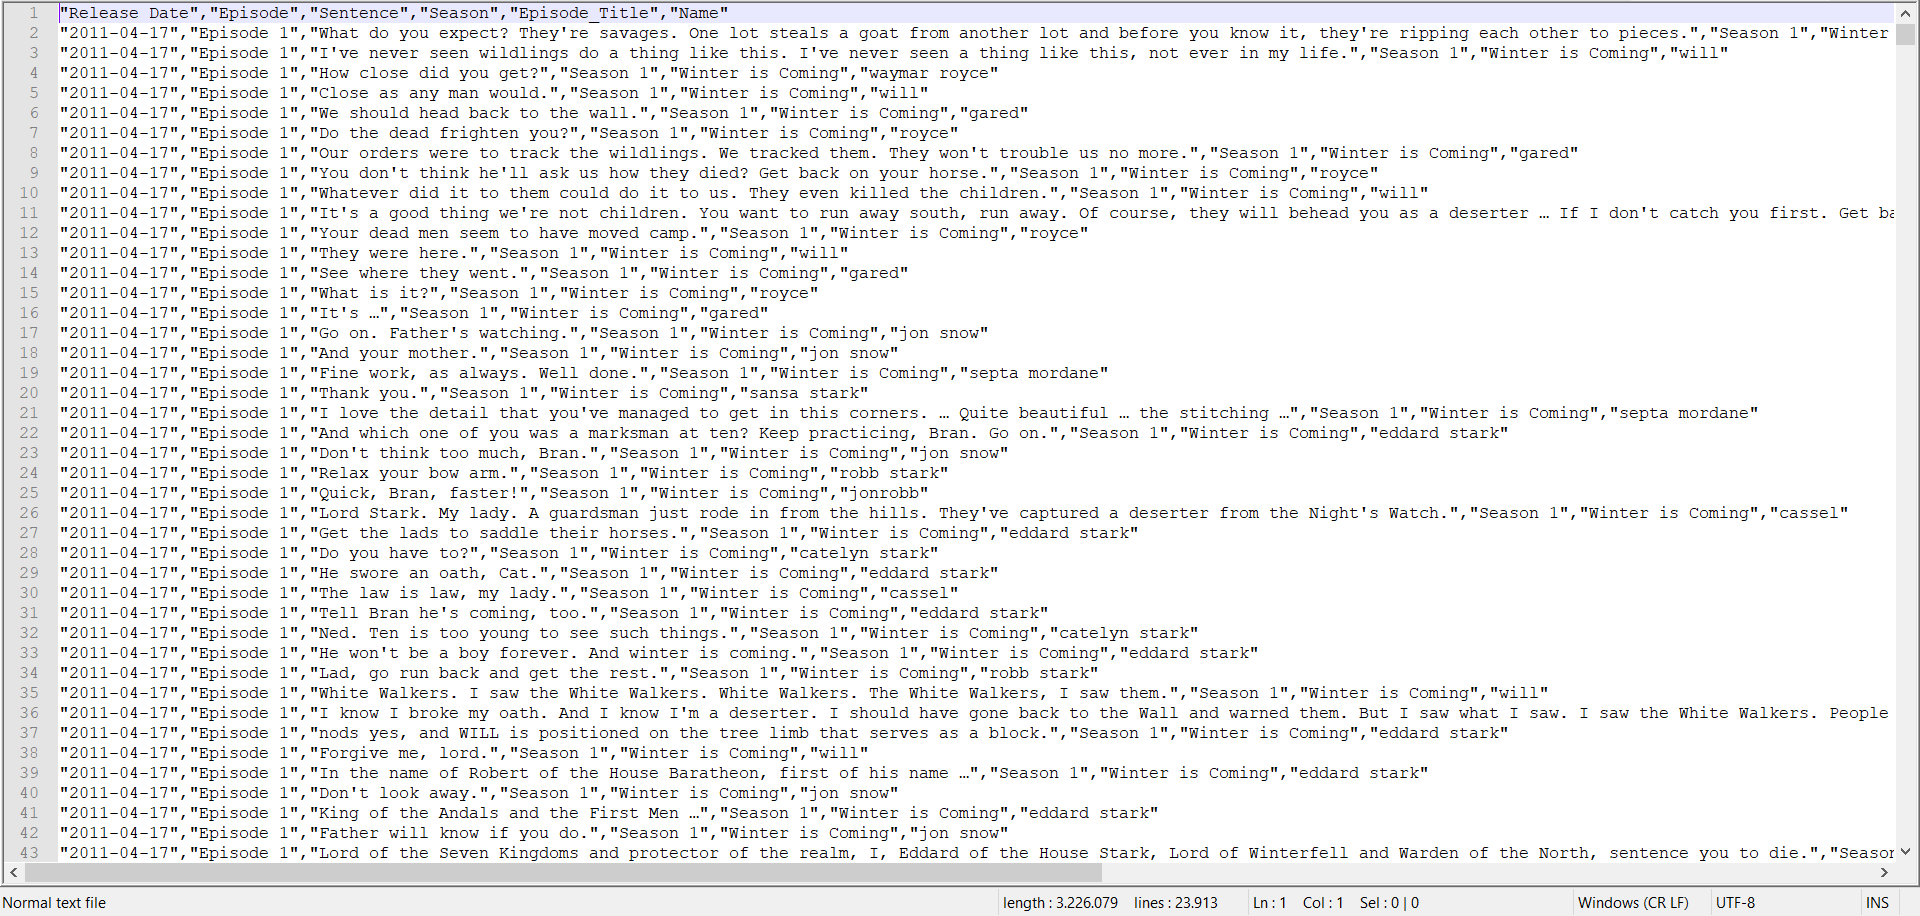 1 "Release Date","Episode","Sentence","Season","Episode_Title","Name"
2 "2011-04-17","Episode 1","What do you expect? They're savages. One lot steals a goat from another lot and before you know it, they're ripping each other to pieces.","Season 1","Winter
3 "2011-04-17","Episode 1","I've never seen wildlings do a thing like this. I've never seen a thing like this, not ever in my life.","Season 1","Winter is Coming","will"
4 "2011-04-17","Episode 1","How close did you get?","Season 1","Winter is Coming","waymar royce"
5 "2011-04-17","Episode 1","Close as any man would.","Season 1","Winter is Coming","will"
6 "2011-04-17","Episode 1","We should head back to the wall.","Season 1","Winter is Coming","gared"
7 "2011-04-17","Episode 1","Do the dead frighten you?","Season 1","Winter is Coming","royce"
8 "2011-04-17","Episode 1","Our orders were to track the wildlings. We tracked them. They won't trouble us no more.","Season 1","Winter is Coming","gared"
9 "2011-04-17","Episode 1","You don't think he'll ask us how they died? Get back on your horse.","Season 1","Winter is Coming","royce"
10 "2011-04-17","Episode 1","Whatever did it to them could do it to us. They even killed the children.","Season 1","Winter is Coming","will"
11 "2011-04-17","Episode 1","It's a good thing we're not children. You want to run away south, run away. Of course, they will behead you as a deserter … If I don't catch you first. Get ba
12 "2011-04-17","Episode 1","Your dead men seem to have moved camp.","Season 1","Winter is Coming","royce"
13 "2011-04-17","Episode 1","They were here.","Season 1","Winter is Coming","will"
14 "2011-04-17","Episode 1","See where they went.","Season 1","Winter is Coming","gared"
15 "2011-04-17","Episode 1","What is it?","Season 1","Winter is Coming","royce"
16 "2011-04-17","Episode 1","It's …","Season 1","Winter is Coming","gared"
17 "2011-04-17","Episode 1","Go on. Father's watching.","Season 1","Winter is Coming","jon snow"
18 "2011-04-17","Episode 1","And your mother.","Season 1","Winter is Coming","jon snow"
19 "2011-04-17","Episode 1","Fine work, as always. Well done.","Season 1","Winter is Coming","septa mordane"
20 "2011-04-17","Episode 1","Thank you.","Season 1","Winter is Coming","sansa stark"
21 "2011-04-17","Episode 1","I love the detail that you've managed to get in this corners. … Quite beautiful … the stitching …","Season 1","Winter is Coming","septa mordane"
22 "2011-04-17","Episode 1","And which one of you was a marksman at ten? Keep practicing, Bran. Go on.","Season 1","Winter is Coming","eddard stark"
23 "2011-04-17","Episode 1","Don't think too much, Bran.","Season 1","Winter is Coming","jon snow"
24 "2011-04-17","Episode 1","Relax your bow arm.","Season 1","Winter is Coming","robb stark"
25 "2011-04-17","Episode 1","Quick, Bran, faster!","Season 1","Winter is Coming","jonrobb"
26 "2011-04-17","Episode 1","Lord Stark. My lady. A guardsman just rode in from the hills. They've captured a deserter from the Night's Watch.","Season 1","Winter is Coming","cassel"
27 "2011-04-17","Episode 1","Get the lads to saddle their horses.","Season 1","Winter is Coming","eddard stark"
28 "2011-04-17","Episode 1","Do you have to?","Season 1","Winter is Coming","catelyn stark"
29 "2011-04-17","Episode 1","He swore an oath, Cat.","Season 1","Winter is Coming","eddard stark"
30 "2011-04-17","Episode 1","The law is law, my lady.","Season 1","Winter is Coming","cassel"
31 "2011-04-17","Episode 1","Tell Bran he's coming, too.","Season 1","Winter is Coming","eddard stark"
32 "2011-04-17","Episode 1","Ned. Ten is too young to see such things.","Season 1","Winter is Coming","catelyn stark"
33 "2011-04-17","Episode 1","He won't be a boy forever. And winter is coming.","Season 1","Winter is Coming","eddard stark"
34 "2011-04-17","Episode 1","Lad, go run back and get the rest.","Season 1","Winter is Coming","robb stark"
35 "2011-04-17","Episode 1","White Walkers. I saw the White Walkers. White Walkers. The White Walkers, I saw them.","Season 1","Winter is Coming","will"
36 "2011-04-17","Episode 1","I know I broke my oath. And I know I'm a deserter. I should have gone back to the Wall and warned them. But I saw what I saw. I saw the White Walkers. People
37 "2011-04-17","Episode 1","nods yes, and WILL is positioned on the tree limb that serves as a block.","Season 1","Winter is Coming","eddard stark"
38 "2011-04-17","Episode 1","Forgive me, lord.","Season 1","Winter is Coming","will"
39 "2011-04-17","Episode 1","In the name of Robert of the House Baratheon, first of his name …","Season 1","Winter is Coming","eddard stark"
40 "2011-04-17","Episode 1","Don't look away.","Season 1","Winter is Coming","jon snow"
41 "2011-04-17","Episode 1","King of the Andals and the First Men …","Season 1","Winter is Coming","eddard stark"
42 "2011-04-17","Episode 1","Father will know if you do.","Season 1","Winter is Coming","jon snow"
43 "2011-04-17","Episode 1","Lord of the Seven Kingdoms and protector of the realm, I, Eddard of the House Stark, Lord of Winterfell and Warden of the North, sentence you to die.","Season
Normal text file length : 3.226.079 lines : 23.913 Ln : 1 Col : 1 Sel : 0 | 0 Windows (CR LF) UTF-8 INS